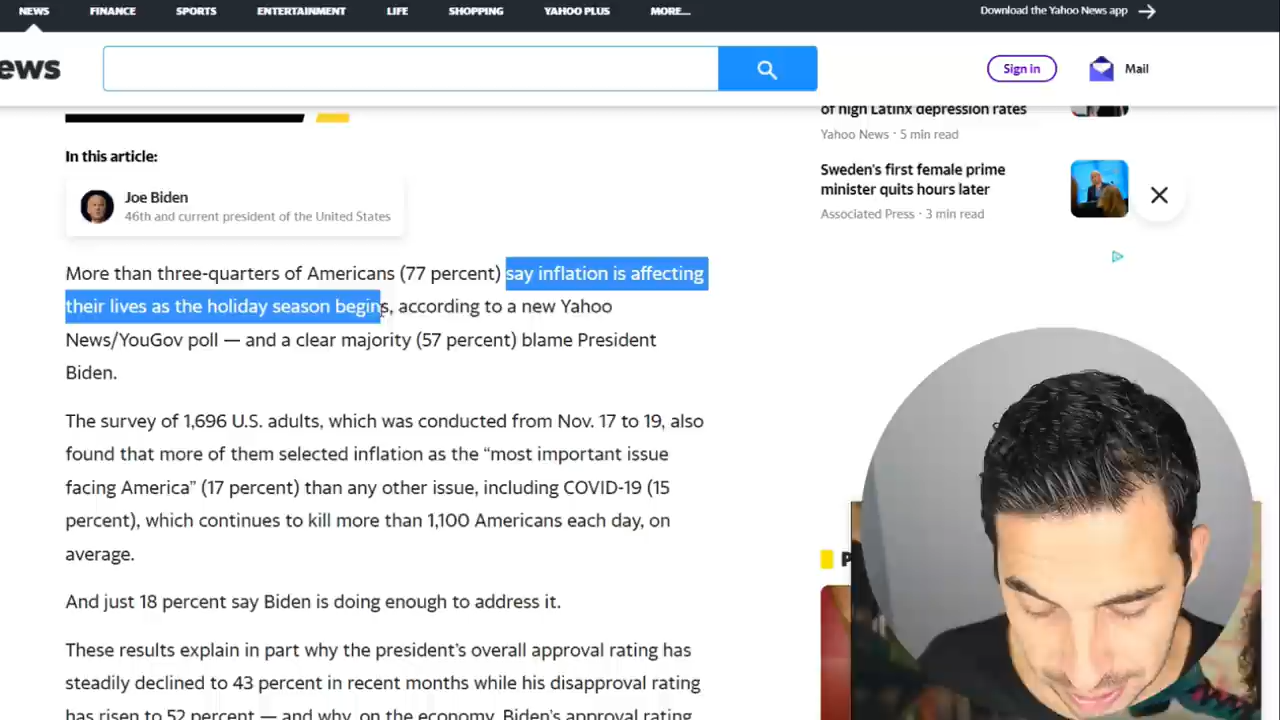 NEWS FINANCE SPORTS ENTERTAINMENT LIFE SHOPPING YAHOO PLUS MORE... Download the Yahoo News app
ews
Sign in
Mail
of high Latinx depression rates
Yahoo News · 5 min read
In this article:
Joe Biden
46th and current president of the United States
Sweden's first female prime
minister quits hours later
Associated Press · 3 min read
More than three-quarters of Americans (77 percent) say inflation is affecting
their lives as the holiday season begins, according to a new Yahoo
News/YouGov poll — and a clear majority (57 percent) blame President
Biden.
The survey of 1,696 U.S. adults, which was conducted from Nov. 17 to 19, also
found that more of them selected inflation as the “most important issue
facing America” (17 percent) than any other issue, including COVID-19 (15
percent), which continues to kill more than 1,100 Americans each day, on
average.
And just 18 percent say Biden is doing enough to address it.
These results explain in part why the president's overall approval rating has
steadily declined to 43 percent in recent months while his disapproval rating
has risen to 52 percent — and why, on the economy, Biden's approval rating